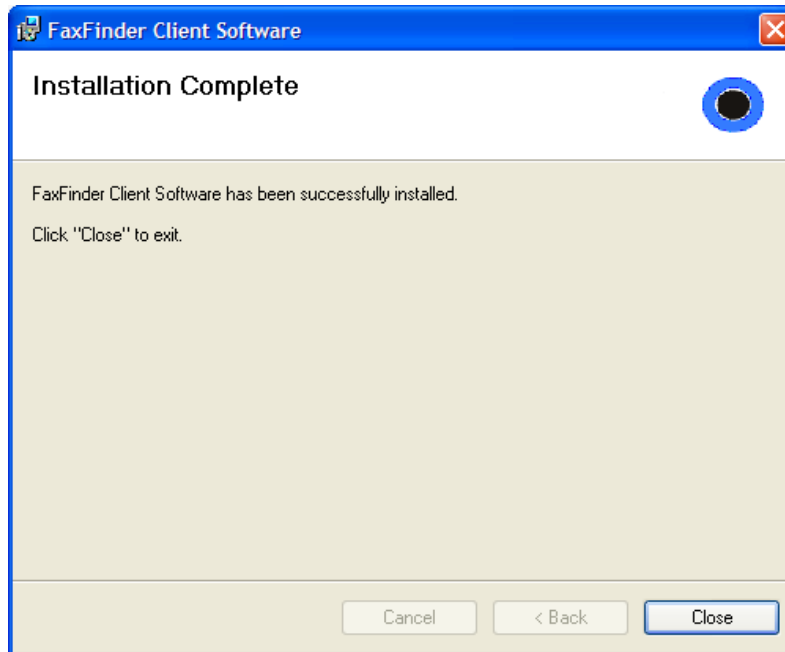 FaxFinder Client Software
Installation Complete
FaxFinder Client Software has been successfully installed.
Click "Close" to exit.
Cancel
< Back
Close